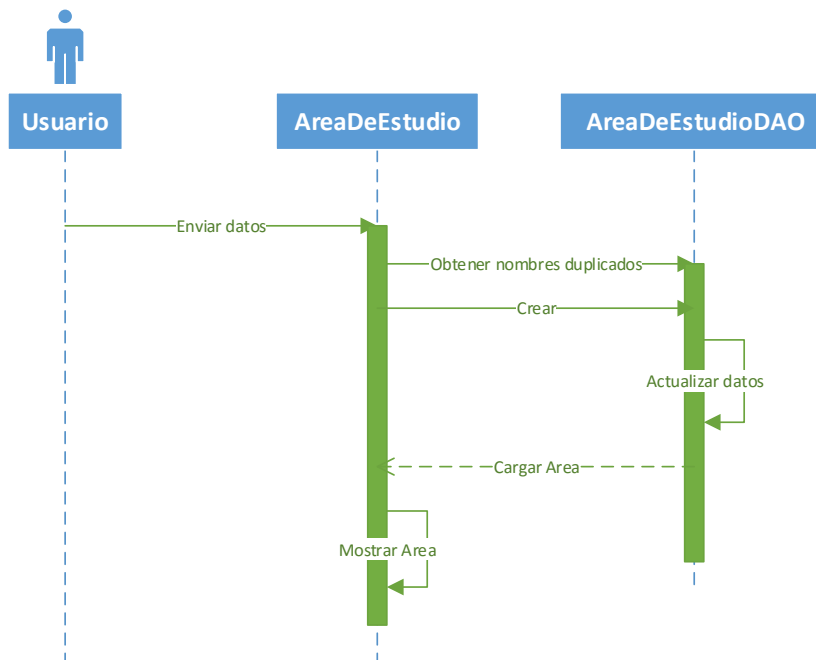 Usuario
AreaDeEstudio
AreaDeEstudioDAO
Enviar datos
Obtener nombres duplicados
Crear
Actualizar datos
Cargar Area
Mostrar Area